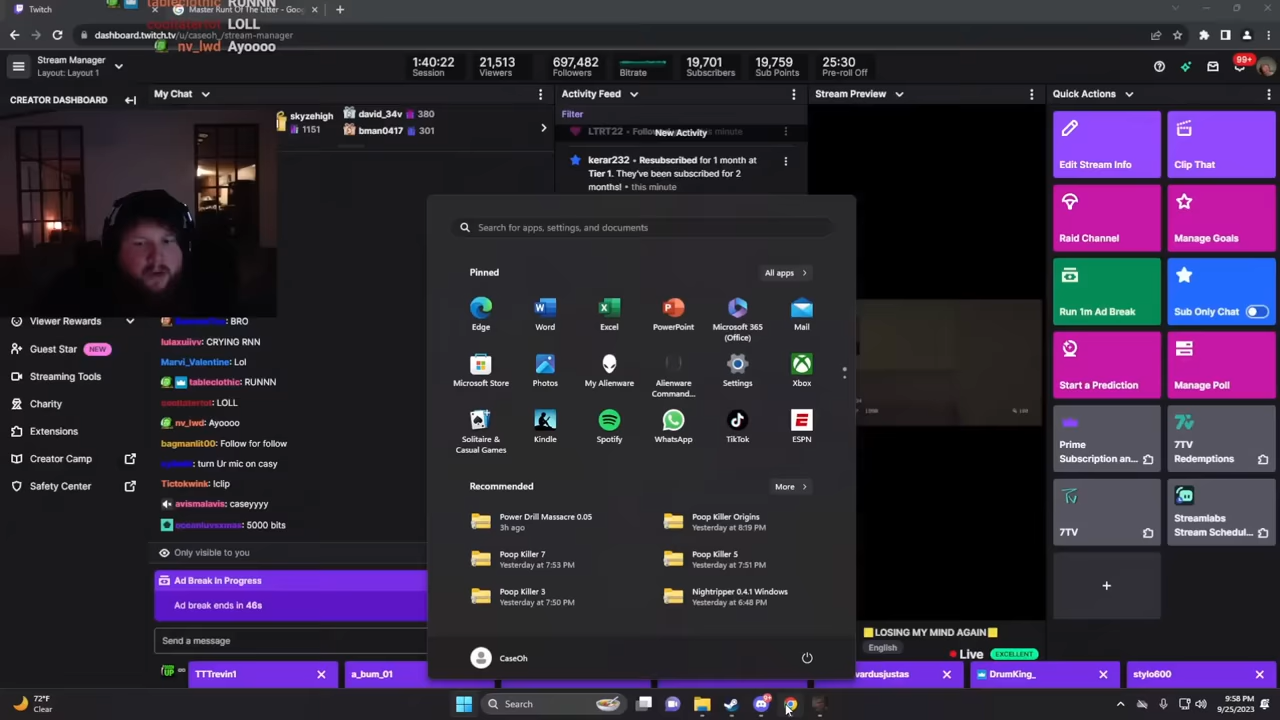 tableclothic RUNNN
Twitch
Master Runt Of The Litter - Goo
LOLL
nv_lwd Ayoooo
dashboard.twitch.tv/u/caseoh_/stream-manager
Stream Manager
Layout: Layout 1
1:40:22
Session
21,513
Viewers
697,482
Followers
Bitrate
19,701
Subscribers
19,759
Sub Points
25:30
Pre-roll Off
99+
CREATOR DASHBOARD
My Chat
Activity Feed
Stream Preview
Quick Actions
skyzehigh
1151
david_34v 380
bman0417 301
Filter
New Activity
kerar232 • Resubscribed for 1 month at
Tier 1. They've been subscribed for 2
months! • this minute
Edit Stream Info
Clip That
Raid Channel
Manage Goals
Run 1m Ad Break
Sub Only Chat
Start a Prediction
Manage Poll
Prime
Subscription an...
7TV
Redemptions
7TV
Streamlabs
Stream Schedul...
Viewer Rewards
Guest Star NEW
Streaming Tools
Charity
Extensions
Creator Camp
Safety Center
BRO
lulaxuiivv: CRYING RNN
Marvi_Valentine: Lol
tableclothic: RUNNN
LOLL
nv_lwd: Ayoooo
bagmanlit00: Follow for follow
turn Ur mic on casy
Tictokwink: !clip
avismalavis: caseyyyy
5000 bits
Only visible to you
Ad Break In Progress
Ad break ends in 46s
Send a message
Search for apps, settings, and documents
Pinned
All apps
Edge
Word
Excel
PowerPoint
Microsoft 365
(Office)
Mail
Microsoft Store
Photos
My Alienware
Alienware
Command...
Settings
Xbox
Solitaire &
Casual Games
Kindle
Spotify
WhatsApp
TikTok
ESPN
Recommended
More
Power Drill Massacre 0.05
3h ago
Poop Killer Origins
Yesterday at 8:19 PM
Poop Killer 7
Yesterday at 7:53 PM
Poop Killer 5
Yesterday at 7:51 PM
Poop Killer 3
Yesterday at 7:50 PM
Nightripper 0.4.1 Windows
Yesterday at 6:48 PM
CaseOh
LOSING MY MIND AGAIN
English
Live
EXCELLENT
TTTrevin1
a_bum_01
vardusjustas
DrumKing_
stylo600
72°F
Clear
Search
9:58 PM
9/25/2023